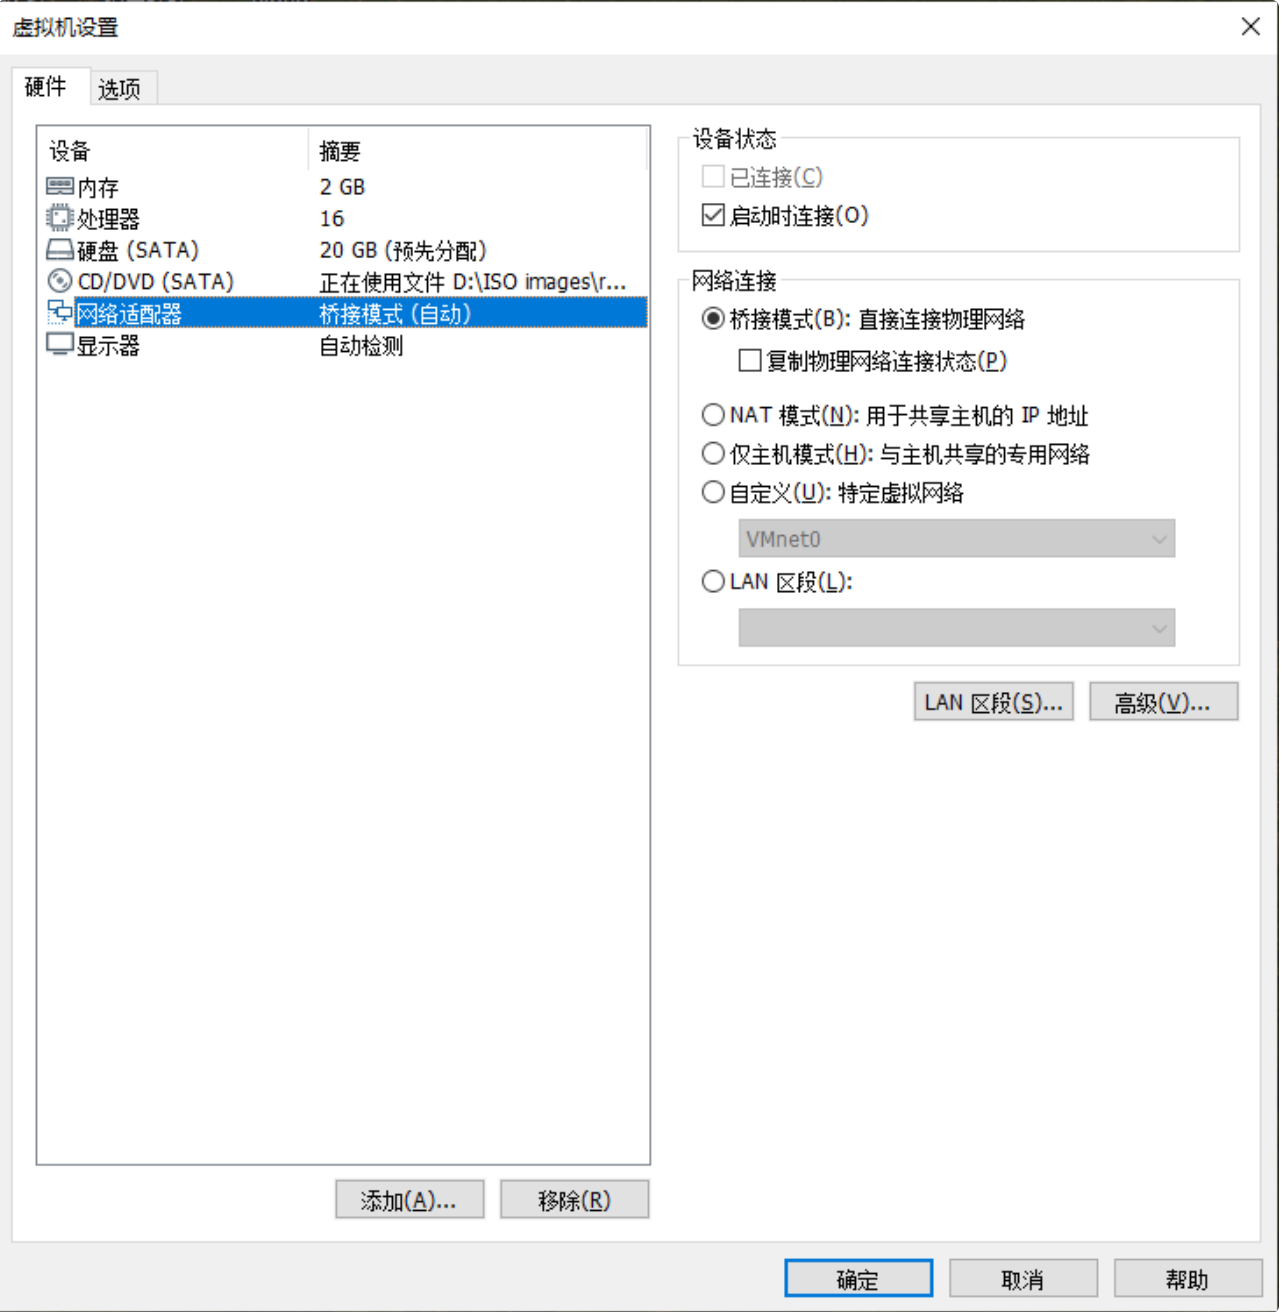 虚拟机设置
硬件 选项
设备 摘要
内存 2 GB
处理器 16
硬盘 (SATA) 20 GB (预先分配)
CD/DVD (SATA) 正在使用文件 D:\ISO images\r...
网络适配器 桥接模式 (自动)
显示器 自动检测
添加(A)... 移除(R)
设备状态
已连接(C)
启动时连接(O)
网络连接
桥接模式(B): 直接连接物理网络
复制物理网络连接状态(P)
NAT 模式(N): 用于共享主机的 IP 地址
仅主机模式(H): 与主机共享的专用网络
自定义(U): 特定虚拟网络
VMnet0
LAN 区段(L):
LAN 区段(S)... 高级(V)...
确定 取消 帮助